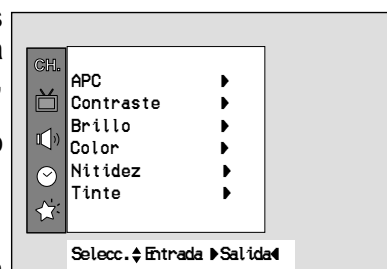 CH.
APC
Contraste
Brillo
Color
Nitidez
Tinte
Selecc. Entrada Salida